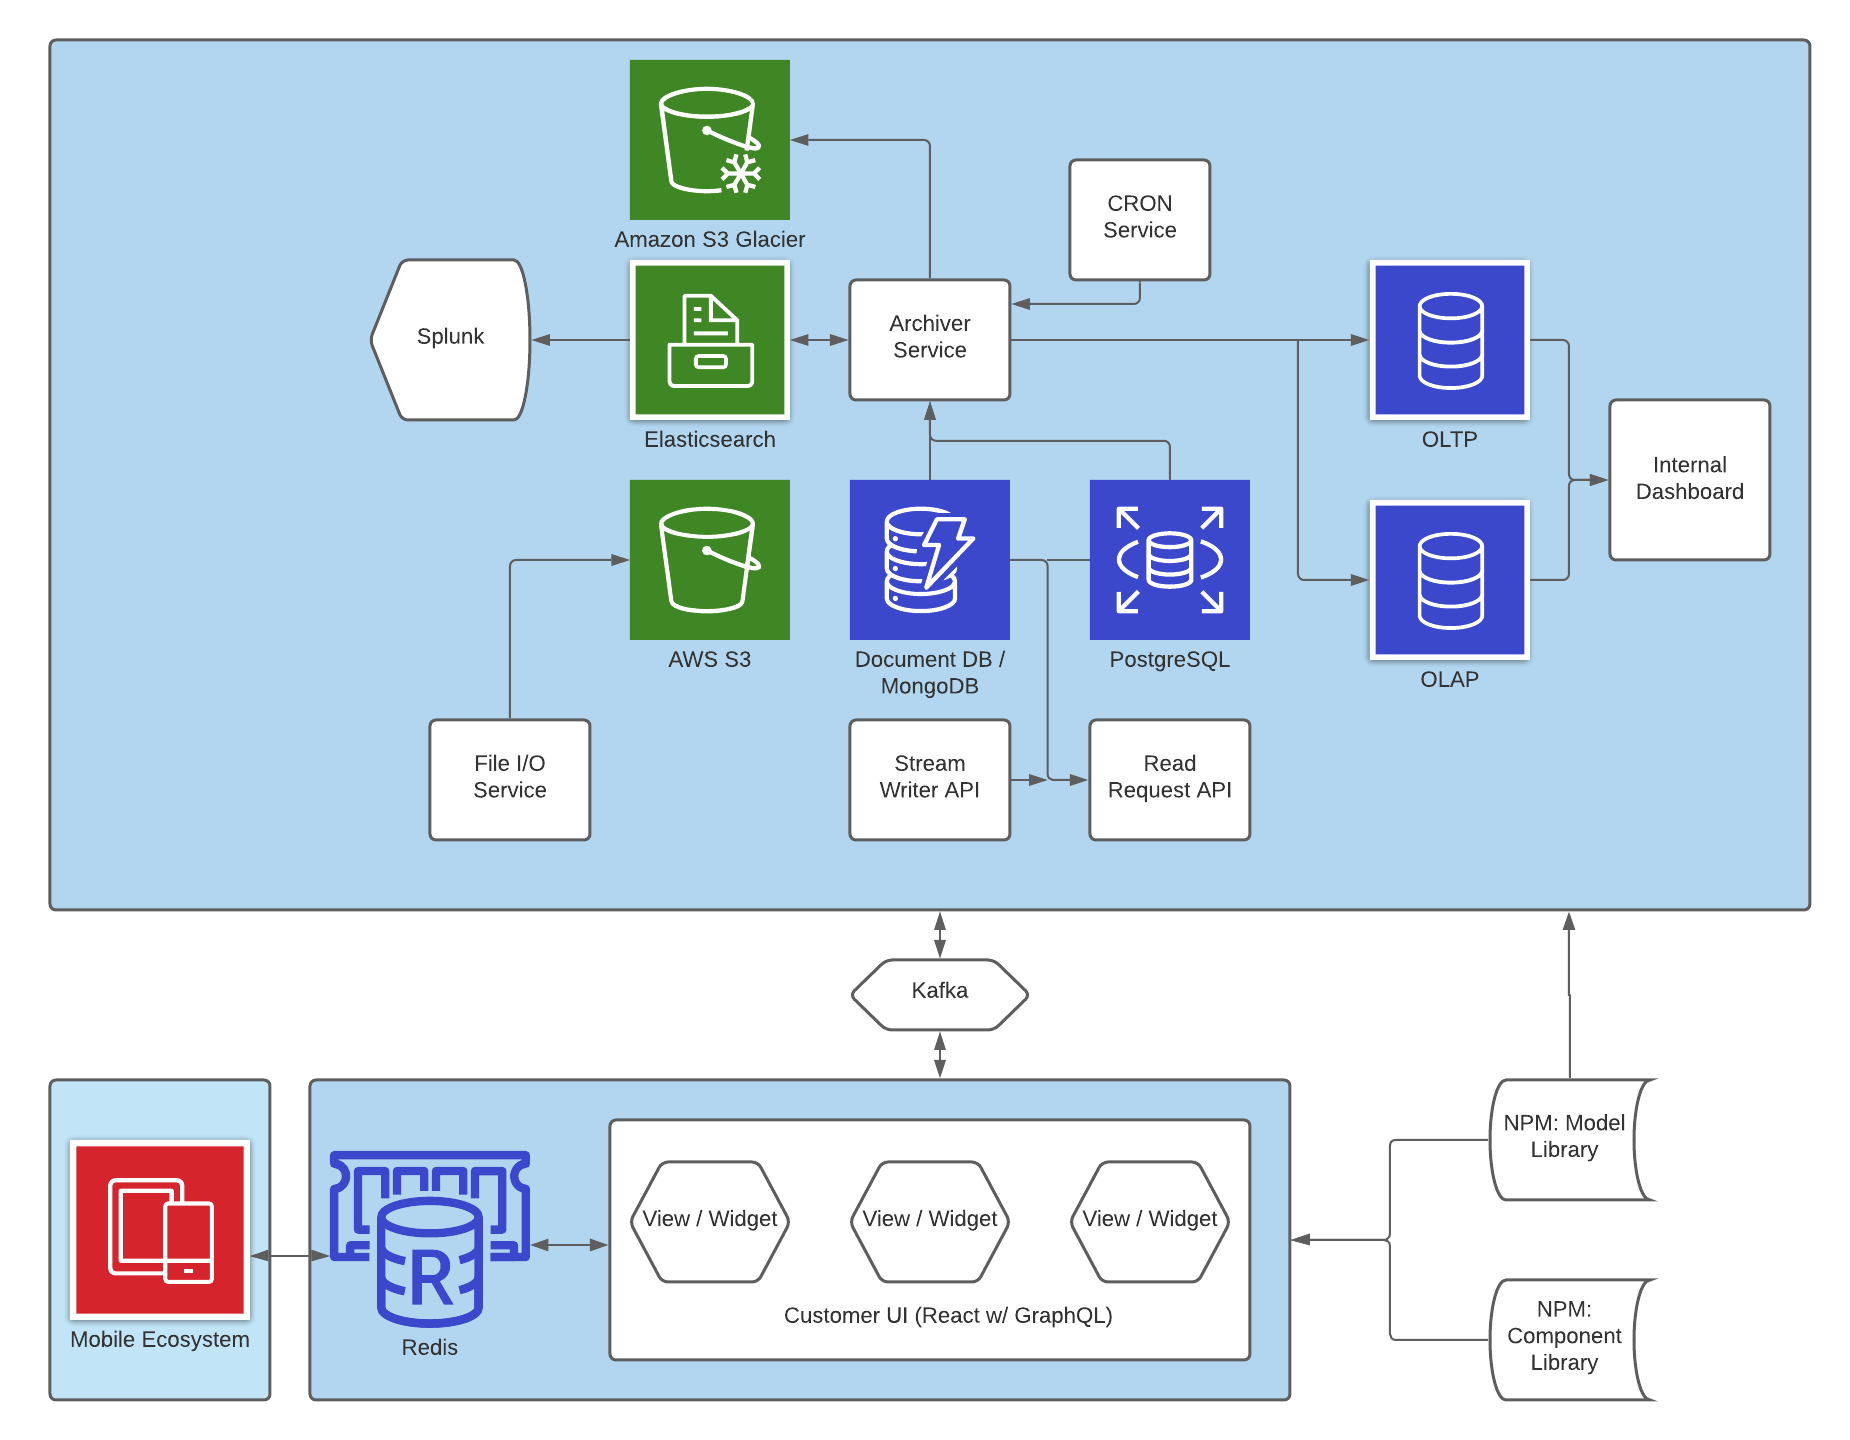 Amazon S3 Glacier
CRON
Service
Splunk
Elasticsearch
Archiver
Service
OLTP
Internal
Dashboard
AWS S3
Document DB /
MongoDB
PostgreSQL
OLAP
File I/O
Service
Stream
Writer API
Read
Request API
Kafka
Mobile Ecosystem
R
Redis
View / Widget
View / Widget
View / Widget
Customer UI (React w/ GraphQL)
NPM: Model
Library
NPM:
Component
Library